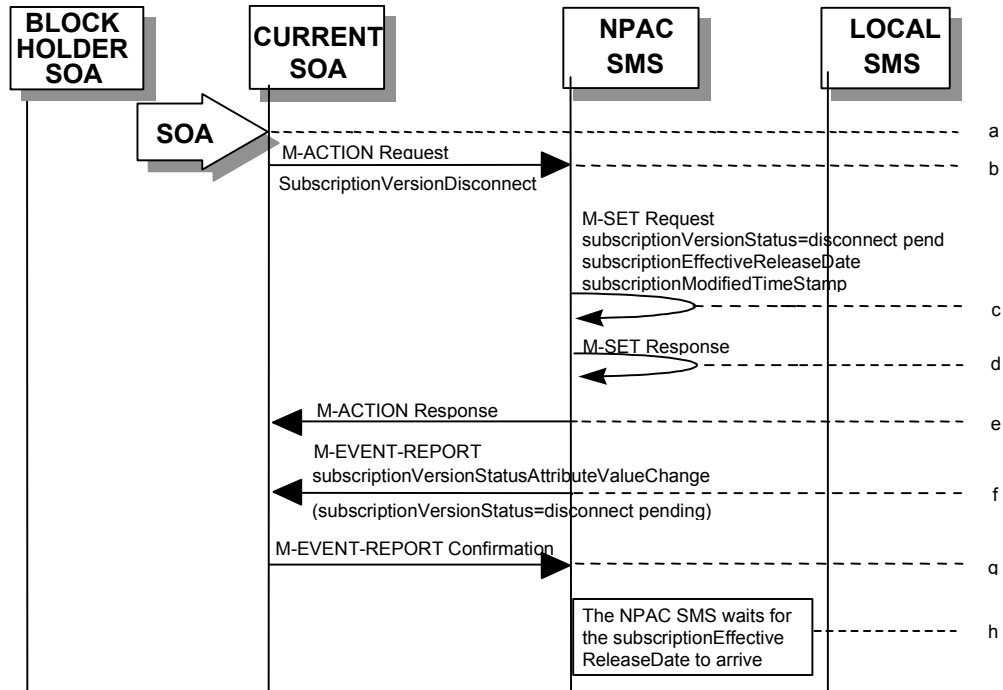 BLOCK
HOLDER
SOA
CURRENT
SOA
NPAC
SMS
LOCAL
SMS
SOA
a
M-ACTION Request
b
SubscriptionVersionDisconnect
M-SET Request
subscriptionVersionStatus=disconnect pend
subscriptionEffectiveReleaseDate
subscriptionModifiedTimeStamp
c
M-SET Response
d
M-ACTION Response
e
M-EVENT-REPORT
subscriptionVersionStatusAttributeValueChange
f
(subscriptionVersionStatus=disconnect pending)
M-EVENT-REPORT Confirmation
g
The NPAC SMS waits for
the subscriptionEffective
ReleaseDate to arrive
h